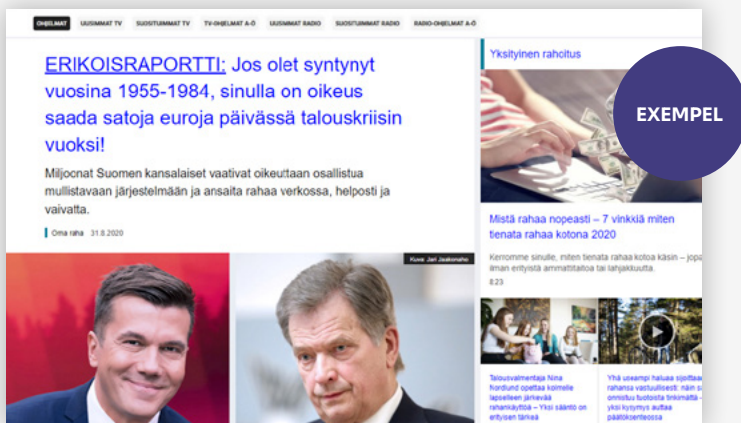 OHJELMAT UUSIMMAT TV SUOSITUIMMAT TV TV-OHJELMAT A-Ö UUSIMMAT RADIO SUOSITUIMMAT RADIO RADIO-OHJELMAT A-Ö
ERIKOISRAPORTTI: Jos olet syntynyt
vuosina 1955-1984, sinulla on oikeus
saada satoja euroja päivässä talouskriisin
vuoksi!
Miljoonat Suomen kansalaiset vaativat oikeuttaan osallistua
mullistavaan järjestelmään ja ansaita rahaa verkossa, helposti ja
vaivatta.
Oma raha 31.8.2020
Kuva: Jari Jaakonaho
Yksityinen rahoitus
EXEMPEL
Mistä rahaa nopeasti – 7 vinkkiä miten
tienata rahaa kotona 2020
Kerromme sinulle, miten tienata rahaa kotoa käsin – jopa
ilman erityistä ammattitaitoa tai lahjakkuutta.
8:23
Talousvalmentaja Nina
Nordlund opettaa kolmelle
lapselleen järkevää
rahankäyttöä – Yksi sääntö on
erityisen tärkeä
Yhä useampi haluaa sijoittaa
rahansa vastuullisesti: näin
onnistuu tuotoista tinkimättä –
yksi kysymys auttaa
päätöksenteossa